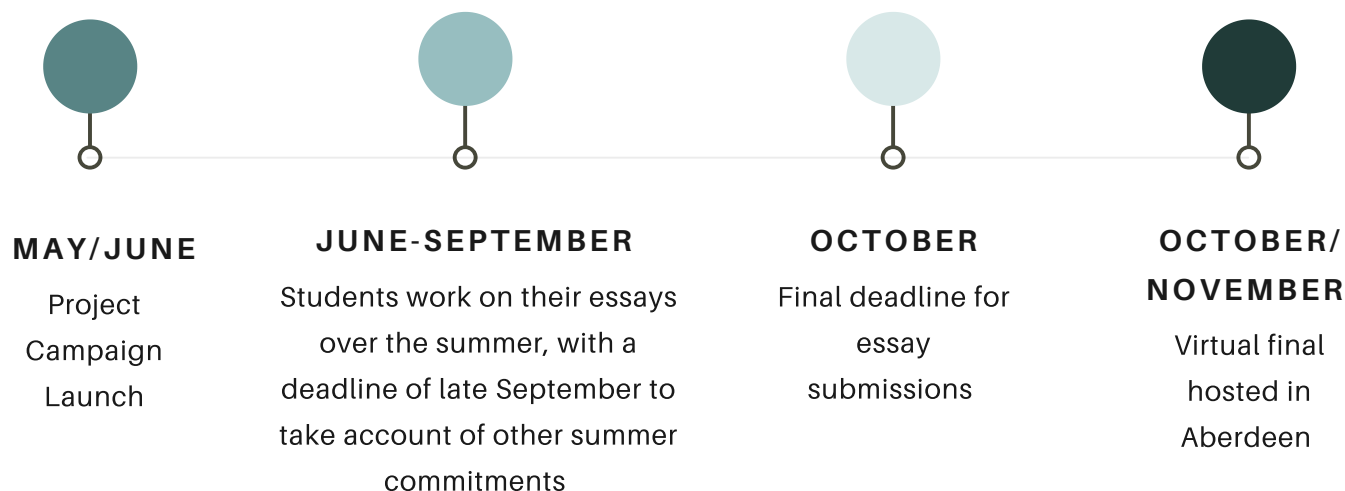 MAY/JUNE
Project
Campaign
Launch
JUNE-SEPTEMBER
Students work on their essays
over the summer, with a
deadline of late September to
take account of other summer
commitments
OCTOBER
Final deadline for
essay
submissions
OCTOBER/
NOVEMBER
Virtual final
hosted in
Aberdeen